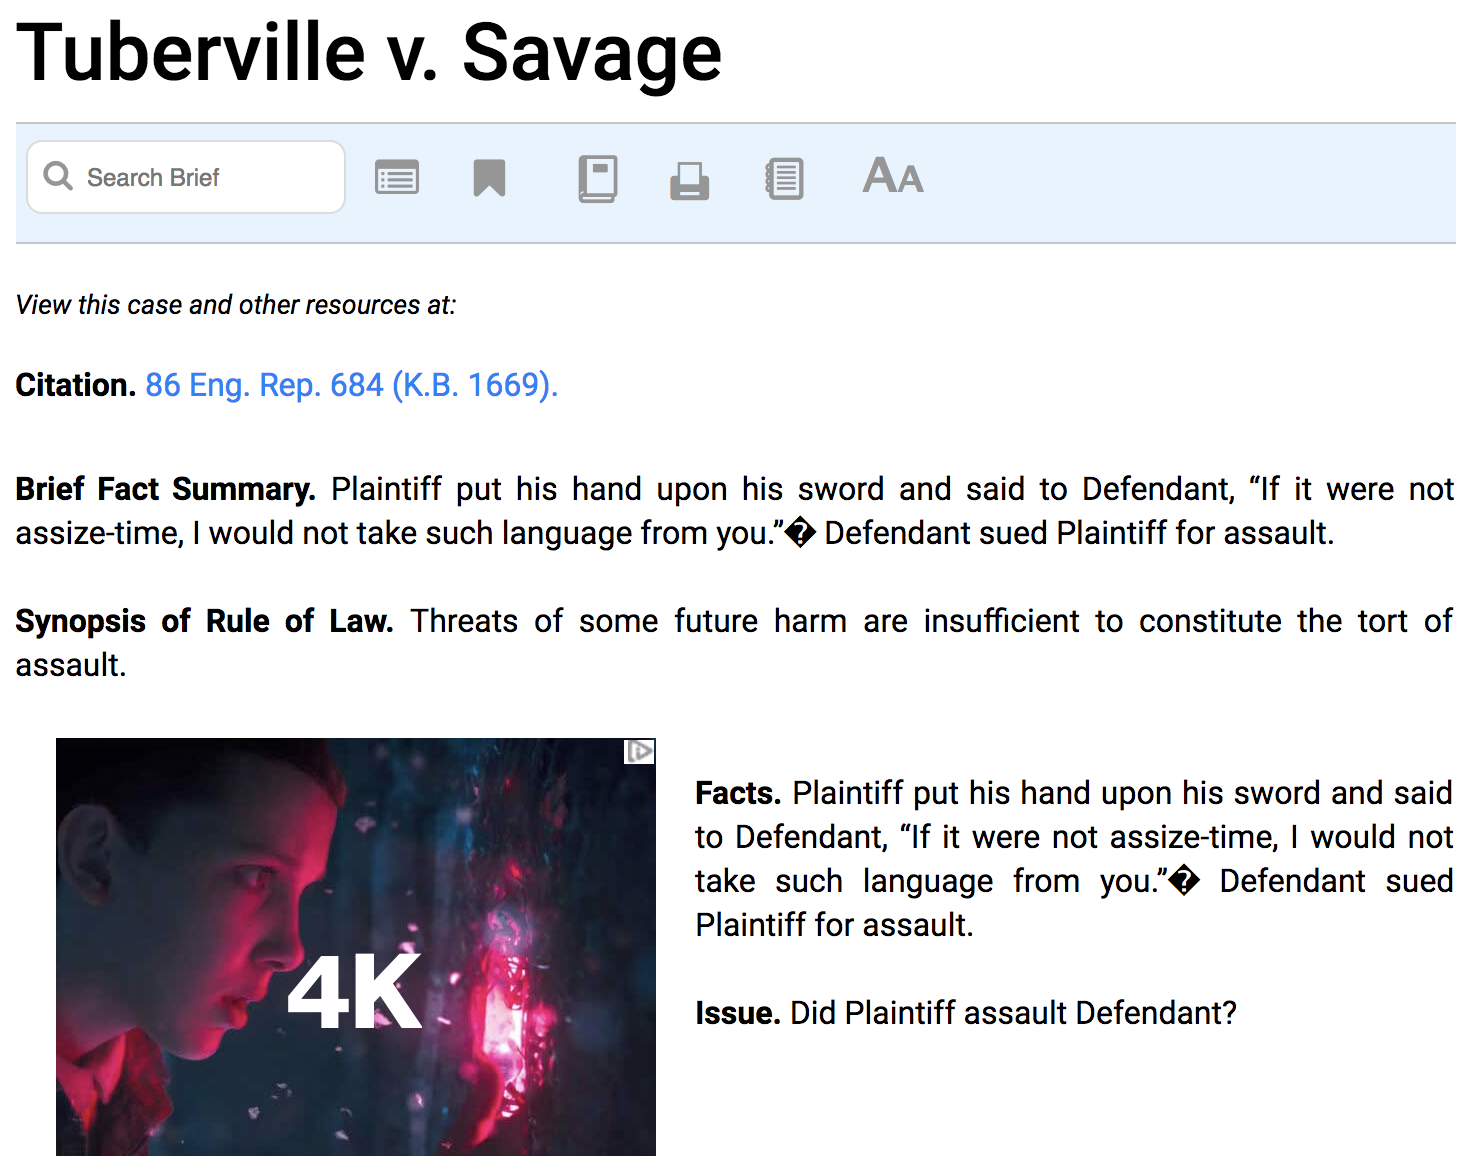 Tuberville v. Savage
Search Brief
AA
View this case and other resources at:
Citation. 86 Eng. Rep. 684 (K.B. 1669).
Brief Fact Summary. Plaintiff put his hand upon his sword and said to Defendant, “If it were not
assize-time, I would not take such language from you.”� Defendant sued Plaintiff for assault.
Synopsis of Rule of Law. Threats of some future harm are insufficient to constitute the tort of
assault.
4K
Facts. Plaintiff put his hand upon his sword and said
to Defendant, “If it were not assize-time, I would not
take such language from you.”� Defendant sued
Plaintiff for assault.
Issue. Did Plaintiff assault Defendant?